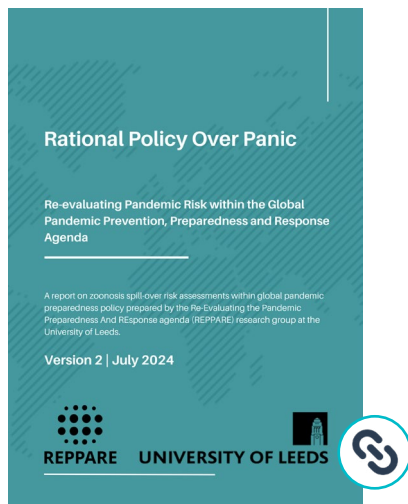 Rational Policy Over Panic
Re-evaluating Pandemic Risk within the Global
Pandemic Prevention, Preparedness and Response
Agenda
A report on zoonosis spill-over risk assessments within global pandemic
preparedness policy prepared by the Re-Evaluating the Pandemic
Preparedness And REsponse agenda (REPPARE) research group at the
University of Leeds.
Version 2 | July 2024
REPPARE UNIVERSITY OF LEEDS